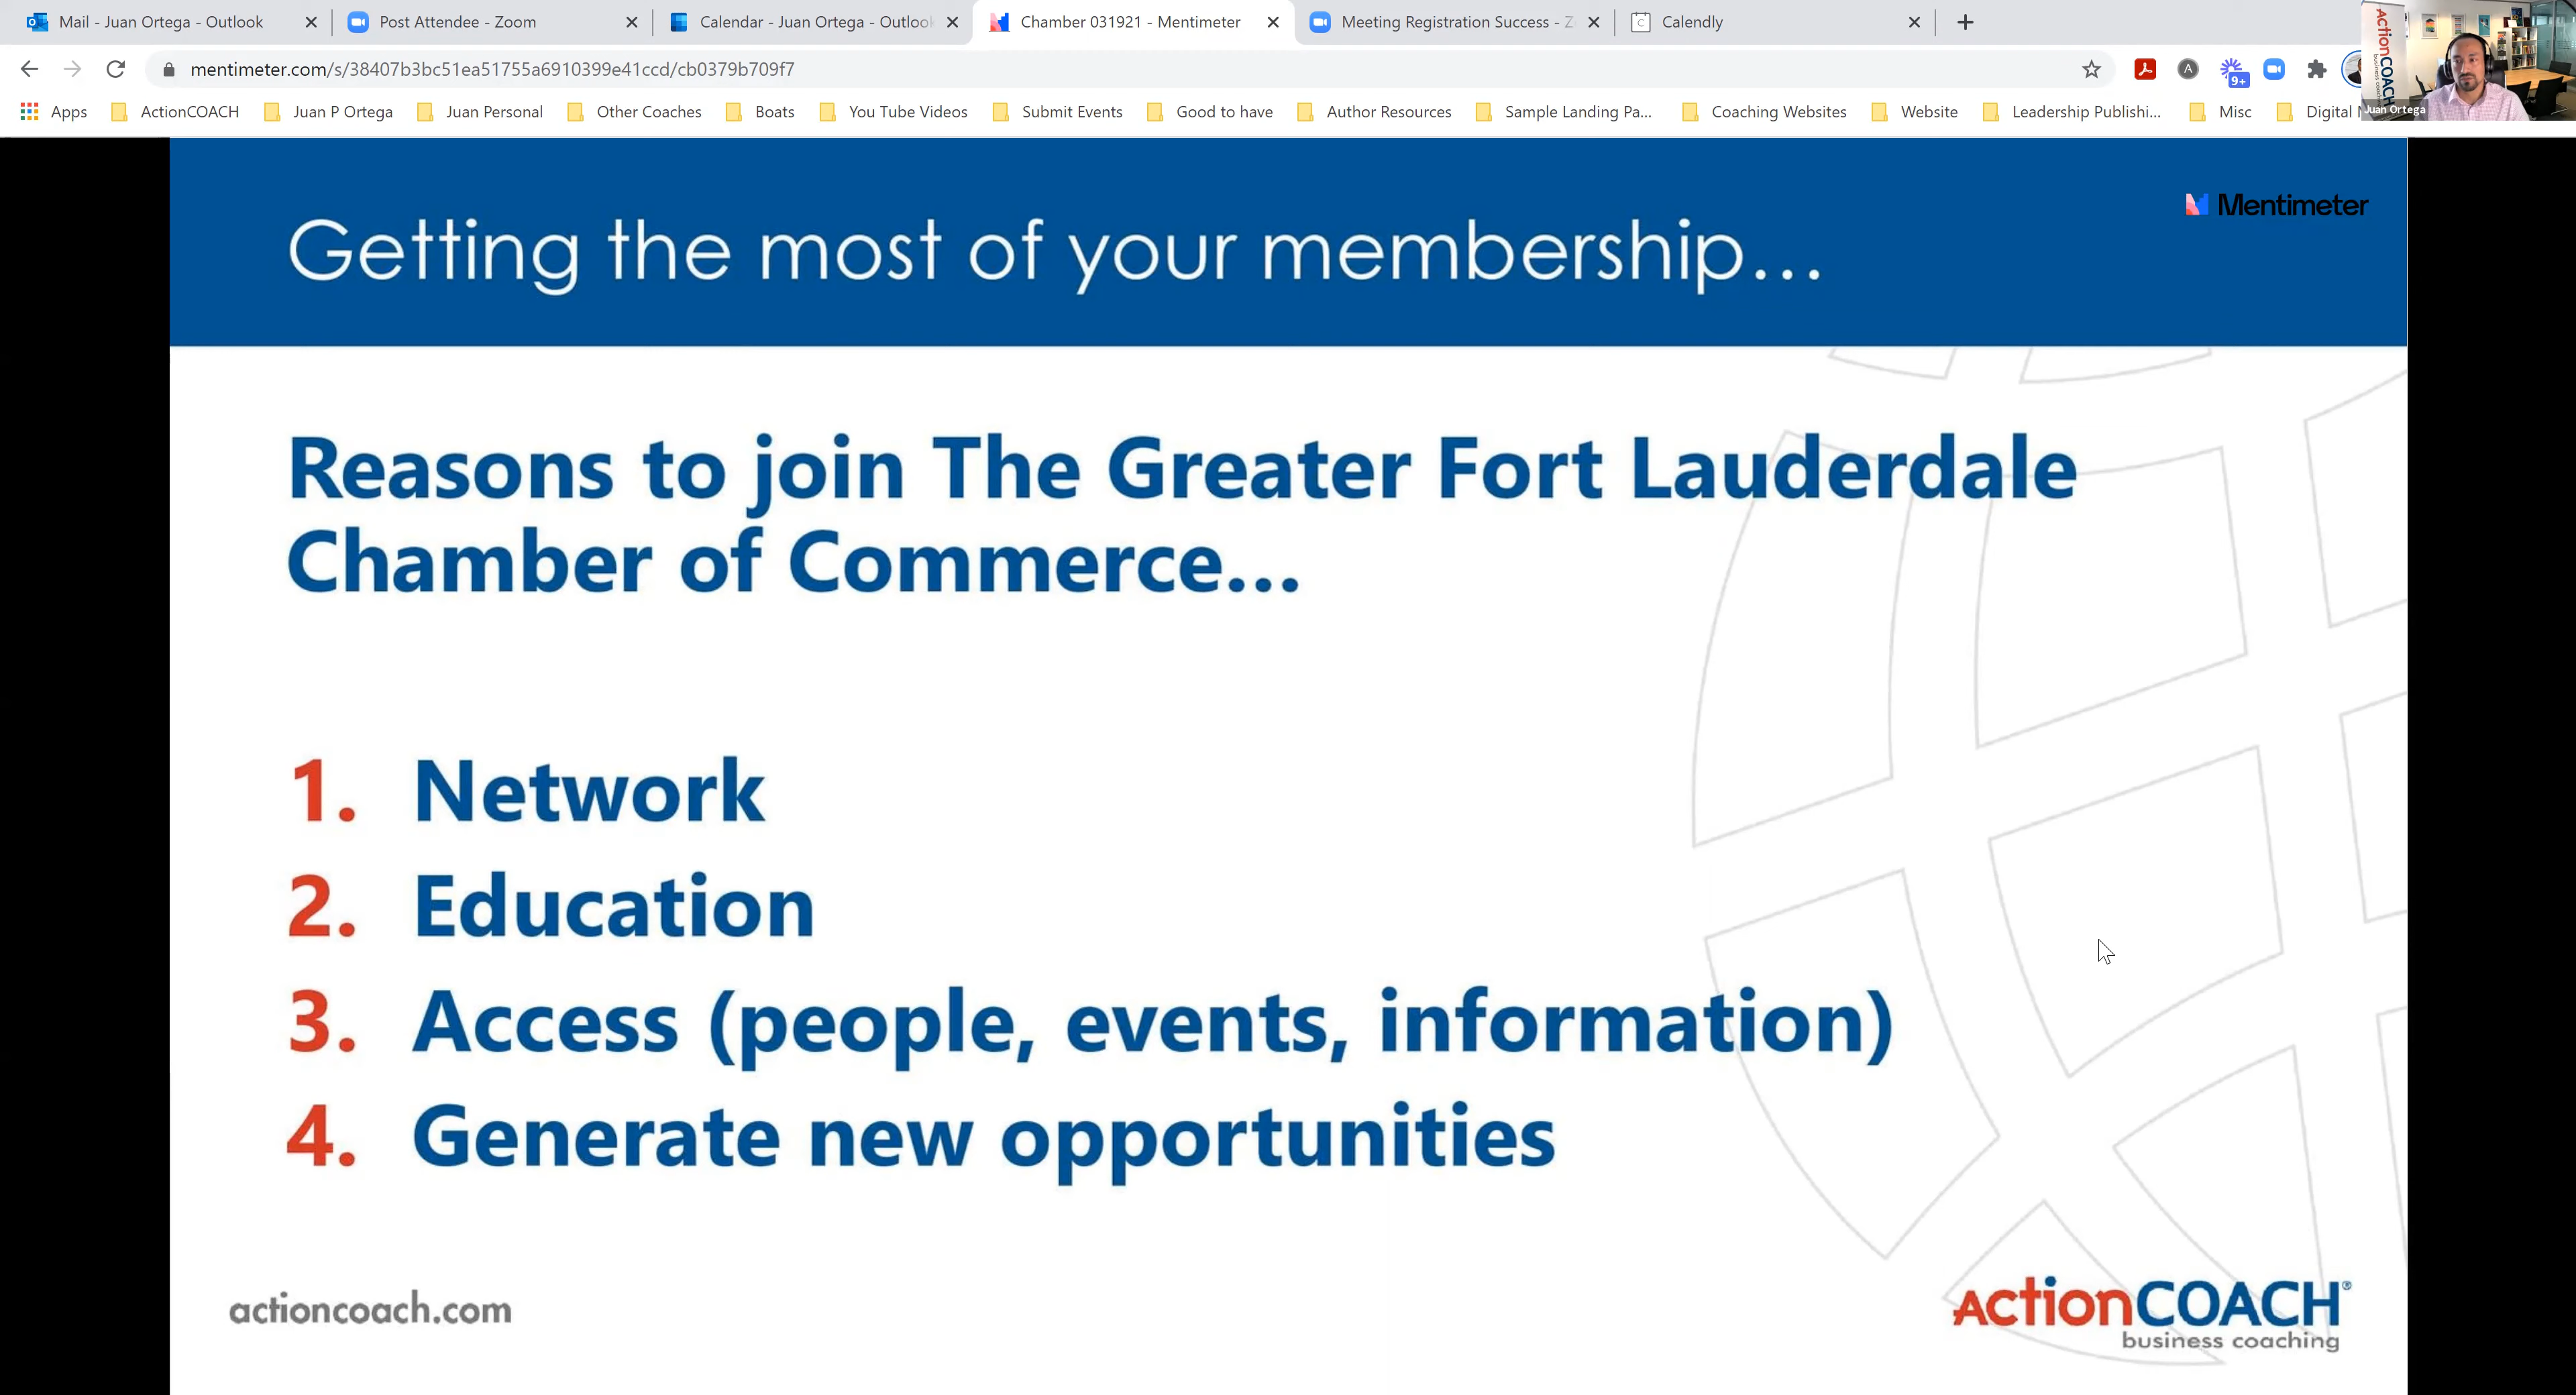 Mail - Juan Ortega - Outlook
Post Attendee - Zoom
Calendar - Juan Ortega - Outlook
Chamber 031921 - Mentimeter
Meeting Registration Success - Z
Calendly
mentimeter.com/s/38407b3bc51ea51755a6910399e41ccd/cb0379b709f7
A
9+
Apps
ActionCOACH
Juan P Ortega
Juan Personal
Other Coaches
Boats
You Tube Videos
Submit Events
Good to have
Author Resources
Sample Landing Pa...
Coaching Websites
Website
Leadership Publishi...
Misc
Digital
ActionCOACH
business coaching
Juan Ortega
Getting the most of your membership...
Mentimeter
Reasons to join The Greater Fort Lauderdale
Chamber of Commerce...
1. Network
2. Education
3. Access (people, events, information)
4. Generate new opportunities
actioncoach.com
ActionCOACH®
business coaching